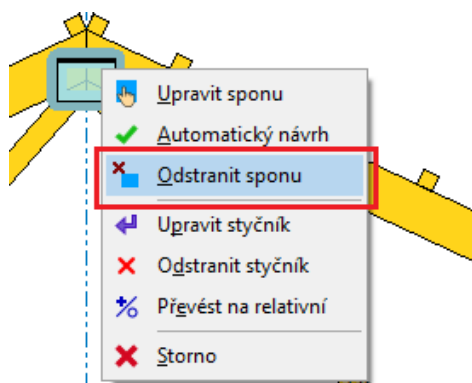 Upravit sponu
Automatický návrh
Odstranit sponu
Upravit styčník
Odstranit styčník
Převést na relativní
Storno